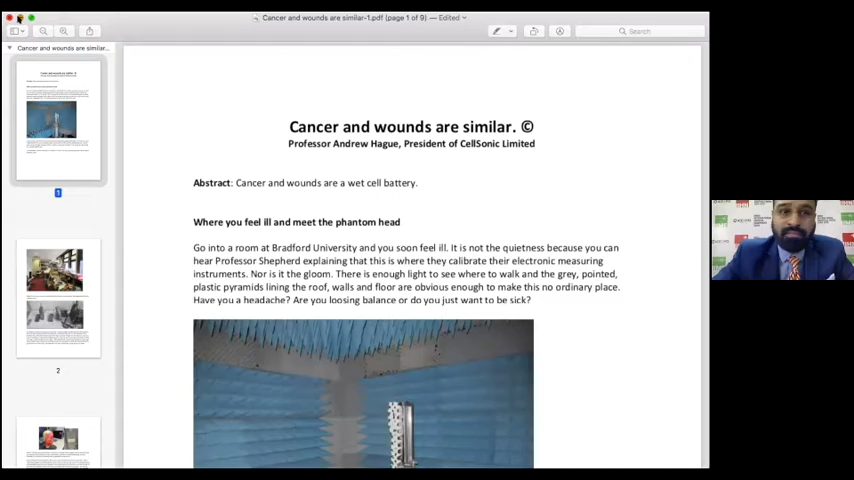 Cancer and wounds are similar-1.pdf (page 1 of 9) — Edited
Search
Cancer and wounds are similar...
1
2
Cancer and wounds are similar. ©
Professor Andrew Hague, President of CellSonic Limited
Abstract: Cancer and wounds are a wet cell battery.
Where you feel ill and meet the phantom head
Go into a room at Bradford University and you soon feel ill. It is not the quietness because you can
hear Professor Shepherd explaining that this is where they calibrate their electronic measuring
instruments. Nor is it the gloom. There is enough light to see where to walk and the grey, pointed,
plastic pyramids lining the roof, walls and floor are obvious enough to make this no ordinary place.
Have you a headache? Are you loosing balance or do you just want to be sick?